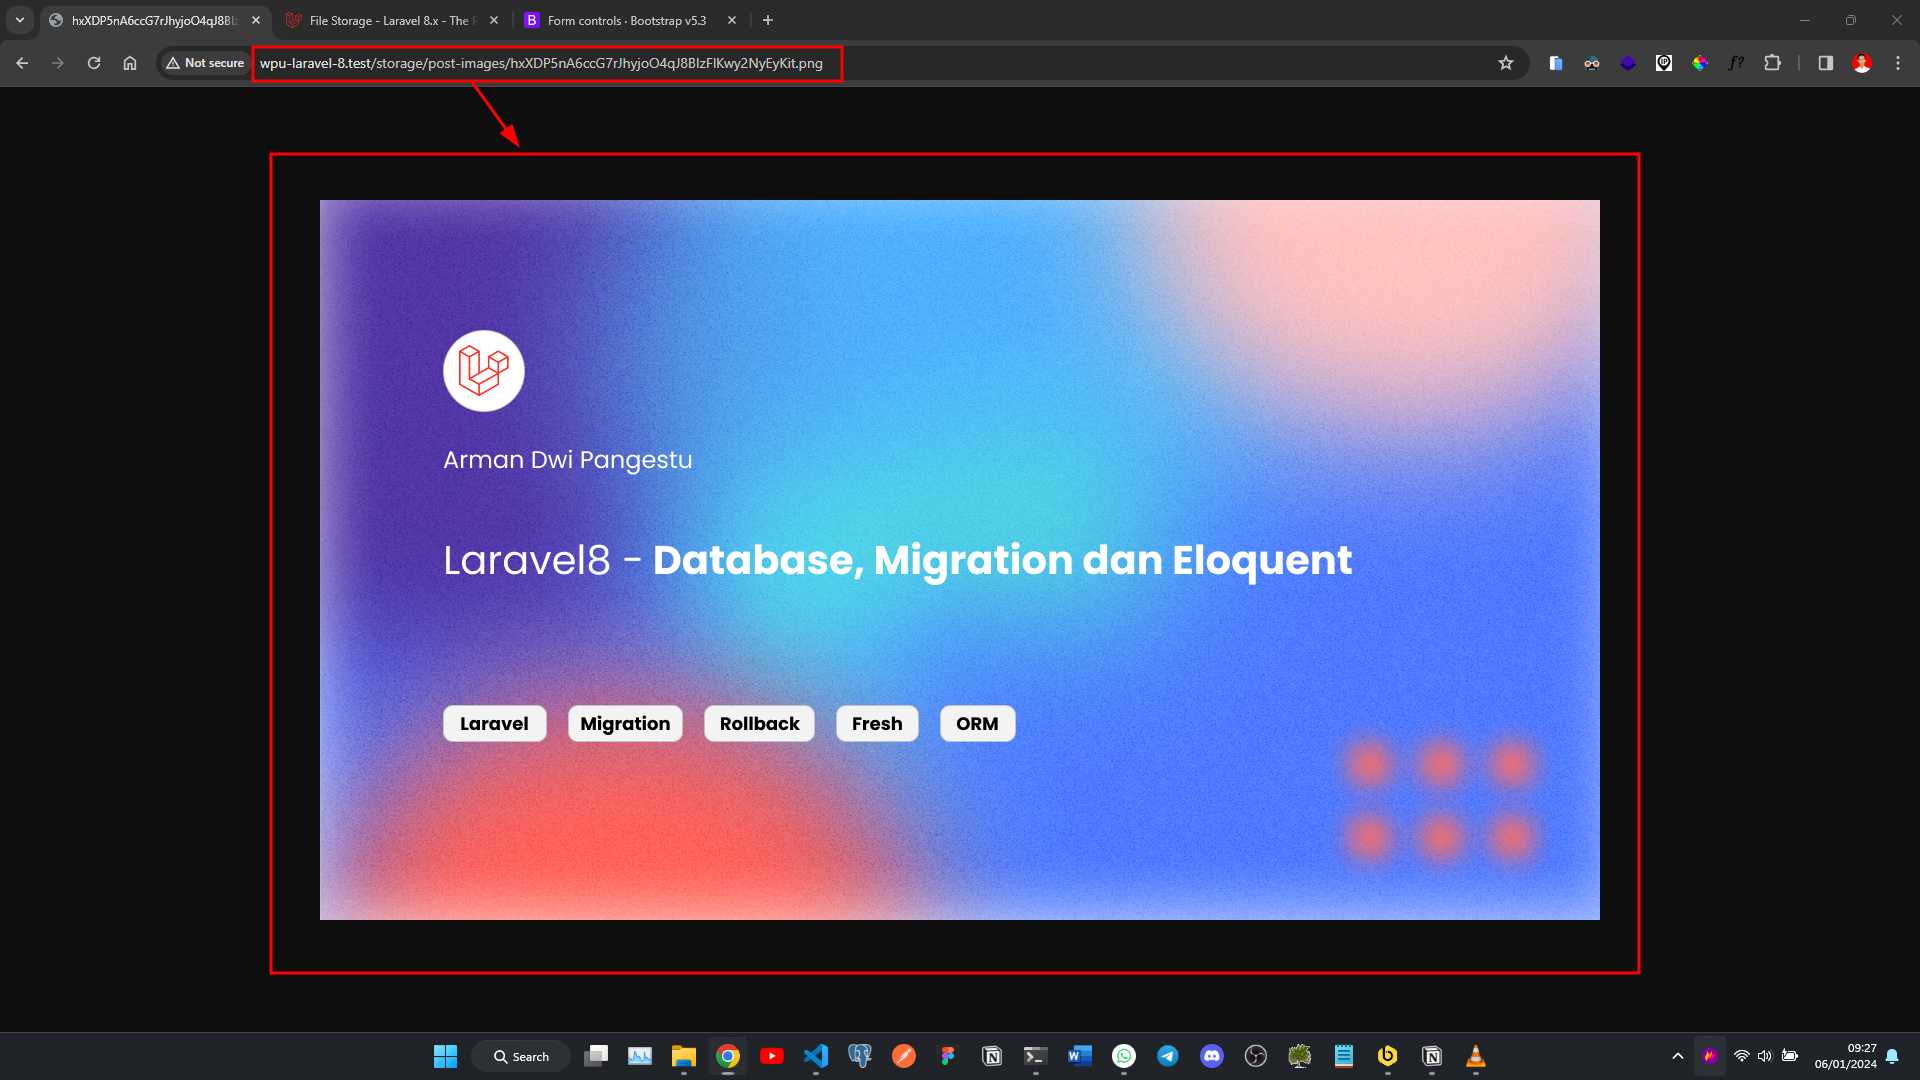 hxXDP5nA6ccG7rJhyjoO4qJ8BIz
File Storage - Laravel 8.x - The
Form controls · Bootstrap v5.3
Not secure
wpu-laravel-8.test/storage/post-images/hxXDP5nA6ccG7rJhyjoO4qJ8BIzFlKwy2NyEyKit.png
Arman Dwi Pangestu
Laravel8 - Database, Migration dan Eloquent
Laravel Migration Rollback Fresh ORM
Search
09:27
06/01/2024